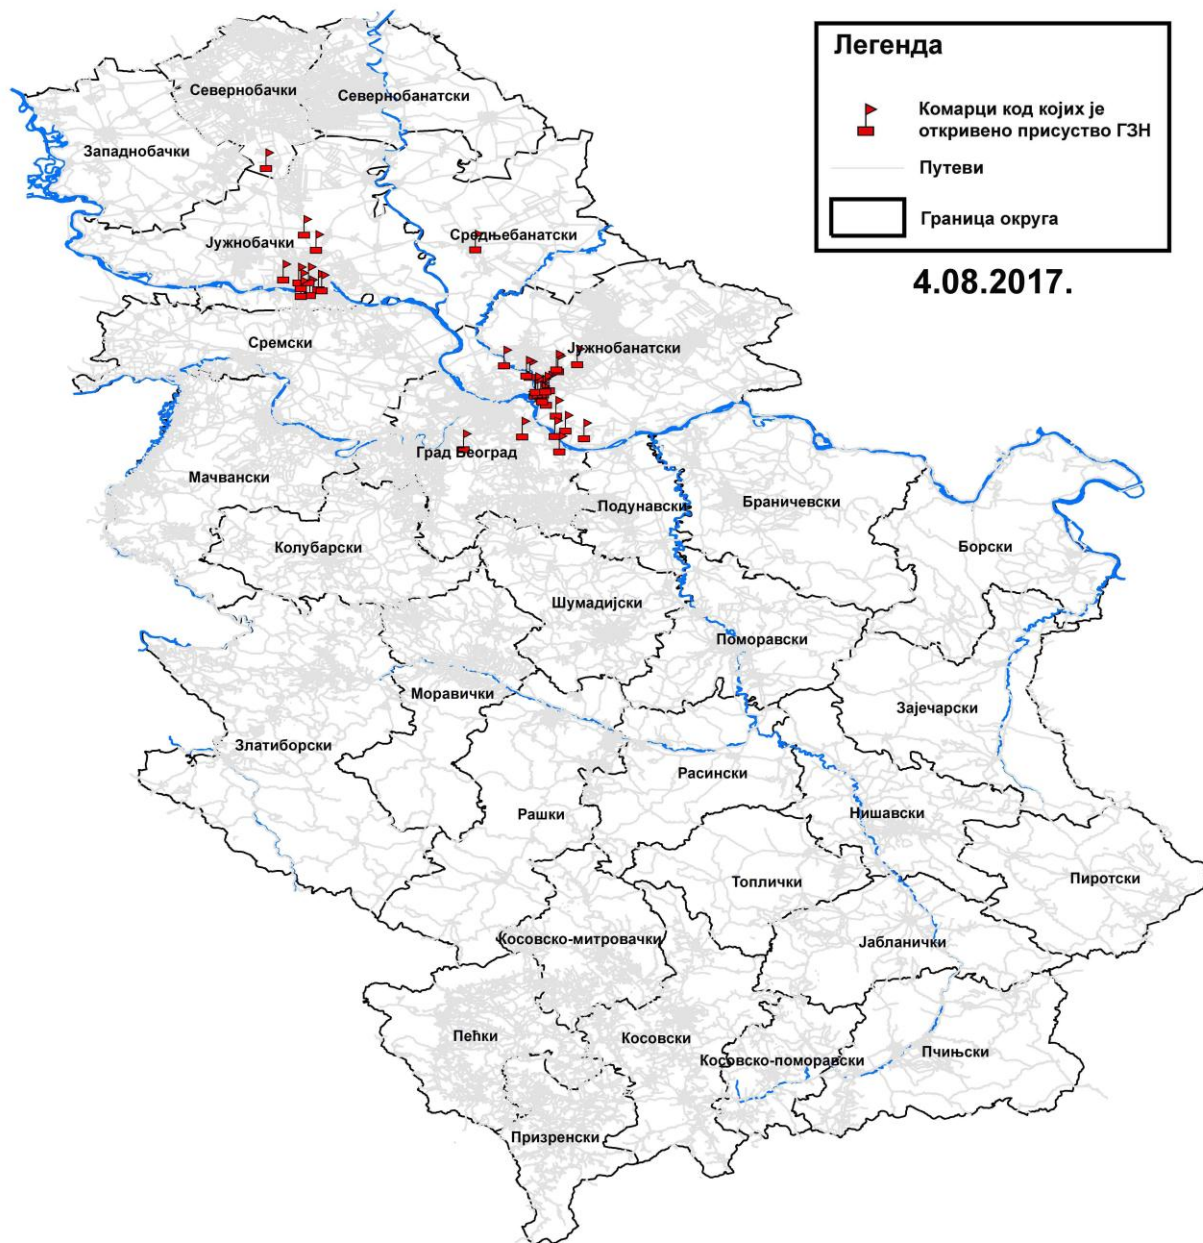 Легенда
Комарци код којих је
откривено присуство ГЗН
Путеви
Граница округа
4.08.2017.
Севернобачки
Севернобанатски
Западнобачки
Јужнобачки
Средњебанатски
Сремски
Јужнобанатски
Град Београд
Мачвански
Подунавски
Браничевски
Колубарски
Борски
Шумадијски
Поморавски
Моравички
Зајечарски
Златиборски
Расински
Рашки
Нишавски
Топлички
Пиротски
Косовско-митровачки
Јабланички
Пећки
Косовски
Косовско-поморавски
Пчињски
Призренски